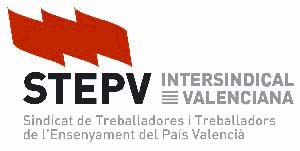 STEPV INTERSINDICAL
VALENCIANA
Sindicat de Treballadores i Treballadors
de l'Ensenyament del País Valencià